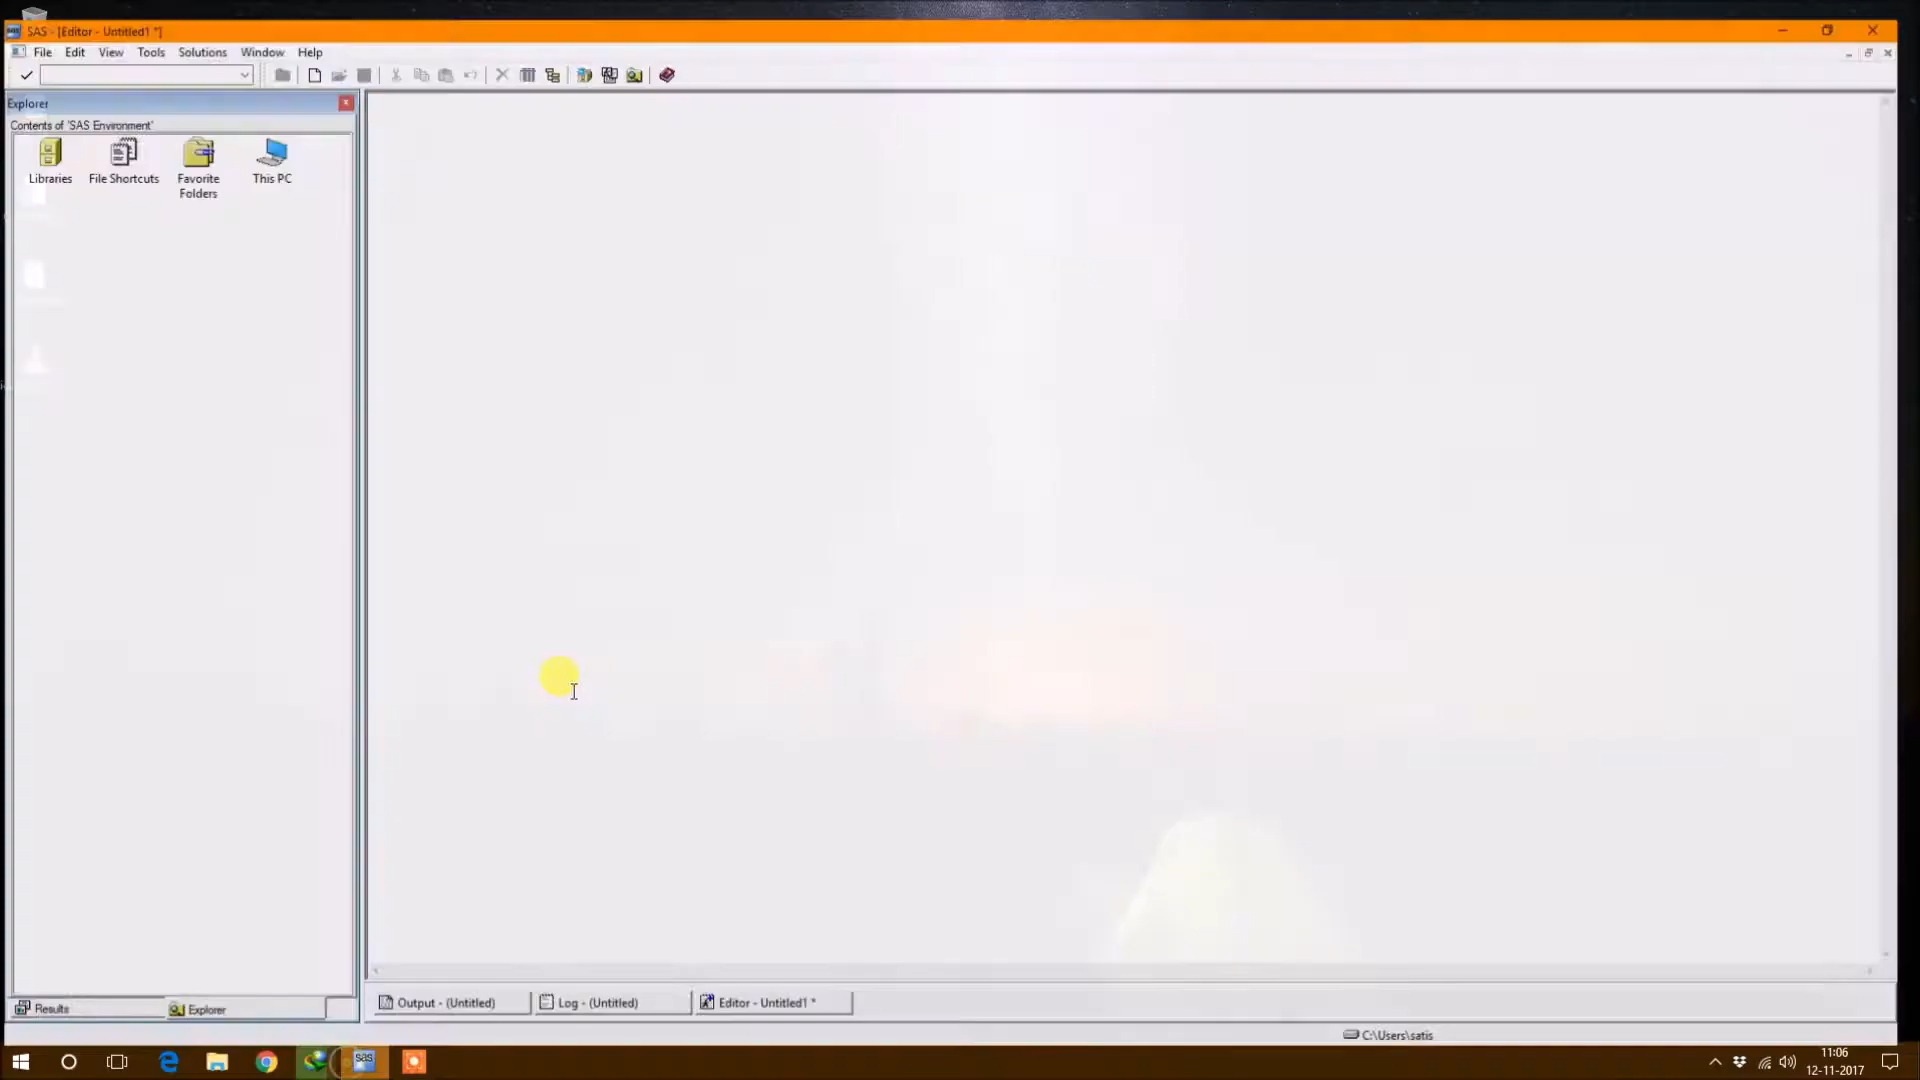 SAS - [Editor - Untitled1 *]
File Edit View Tools Solutions Window Help
Explorer
Contents of 'SAS Environment'
Libraries File Shortcuts Favorite Folders This PC
Results Explorer
Output - (Untitled) Log - (Untitled) Editor - Untitled1 *
C:\Users\satis
sas
11:06
12-11-2017